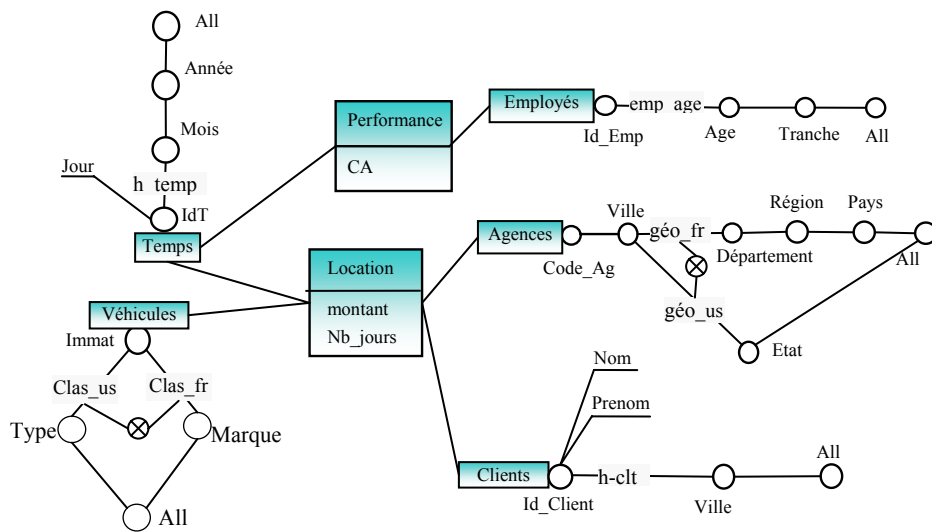 All
Année
Mois
Jour
h_temp
IdT
Temps
Performance
CA
Employés
emp_age
Id_Emp
Age
Tranche
All
Location
montant
Nb_jours
Agences
Code_Ag
Ville
géo_fr
Département
Région
Pays
All
géo_us
Etat
Véhicules
Immat
Clas_us
Clas_fr
Type
Marque
All
Nom
Prenom
Clients
Id_Client
h-clt
Ville
All